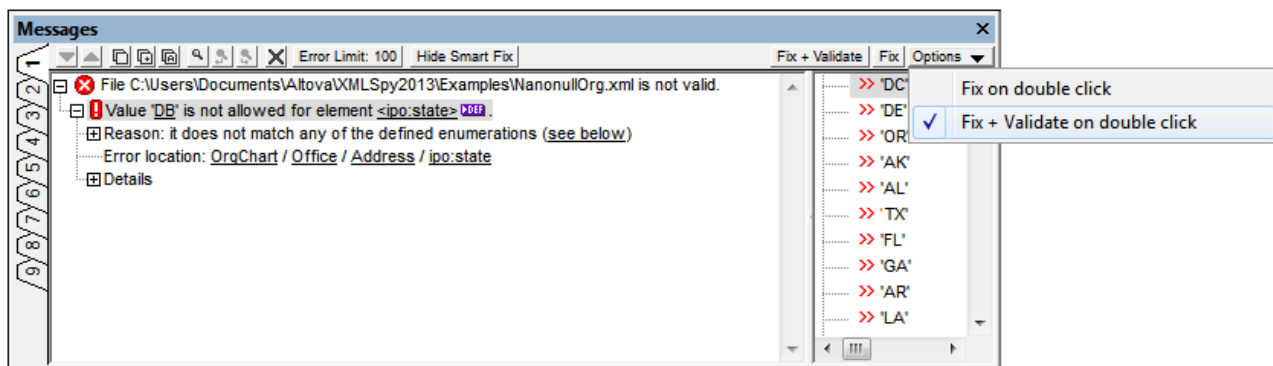 Messages
Error Limit: 100 Hide Smart Fix Fix + Validate Fix Options
1
2
3
4
5
6
7
8
9
File C:\Users\Documents\Altova\XMLSpy2013\Examples\NanonullOrg.xml is not valid.
Value 'DB' is not allowed for element <ipo:state> DEF .
Reason: it does not match any of the defined enumerations (see below)
Error location: OrgChart / Office / Address / ipo:state
Details
>> 'DC'
>> 'DE'
>> 'OR'
>> 'AK'
>> 'AL'
>> 'TX'
>> 'FL'
>> 'GA'
>> 'AR'
>> 'LA'
Fix on double click
Fix + Validate on double click